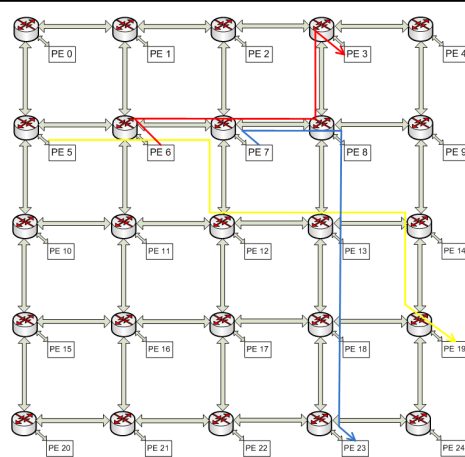 PE 0 PE 1 PE 2 PE 3 PE 4
PE 5 PE 6 PE 7 PE 8 PE 9
PE 10 PE 11 PE 12 PE 13 PE 14
PE 15 PE 16 PE 17 PE 18 PE 19
PE 20 PE 21 PE 22 PE 23 PE 24